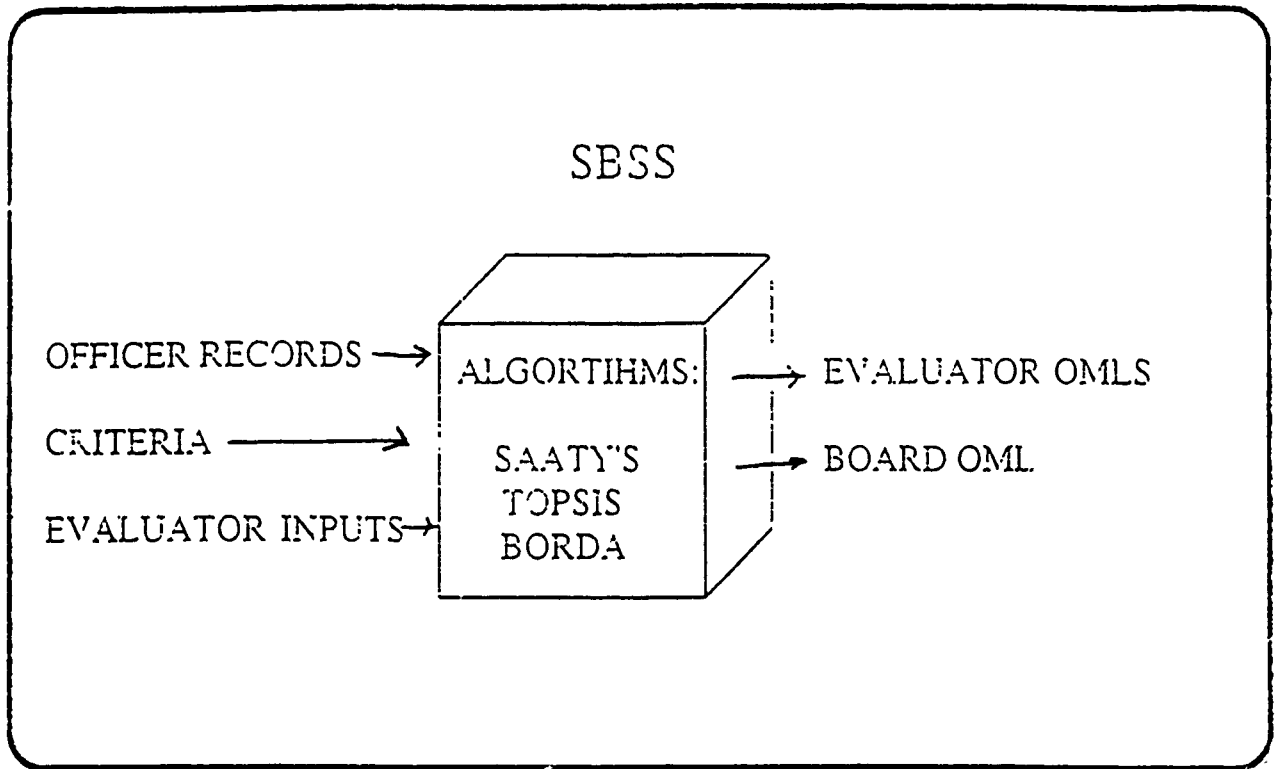 SBSS
OFFICER RECORDS
CRITERIA
EVALUATOR INPUTS
ALGORTIHMS:
SAATY'S
TOPSIS
BORDA
EVALUATOR OMLS
BOARD OML